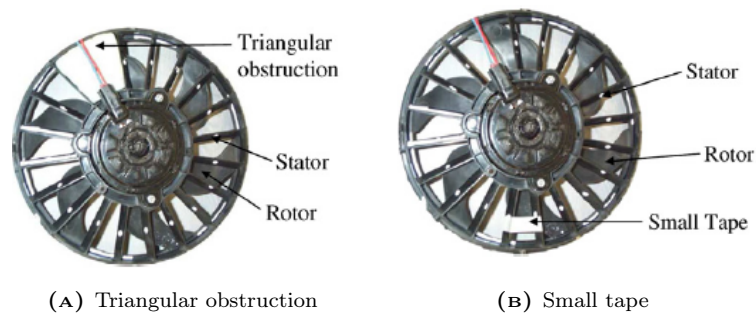 Triangular
obstruction
Stator
Rotor
Stator
Rotor
Small Tape
(A) Triangular obstruction
(B) Small tape